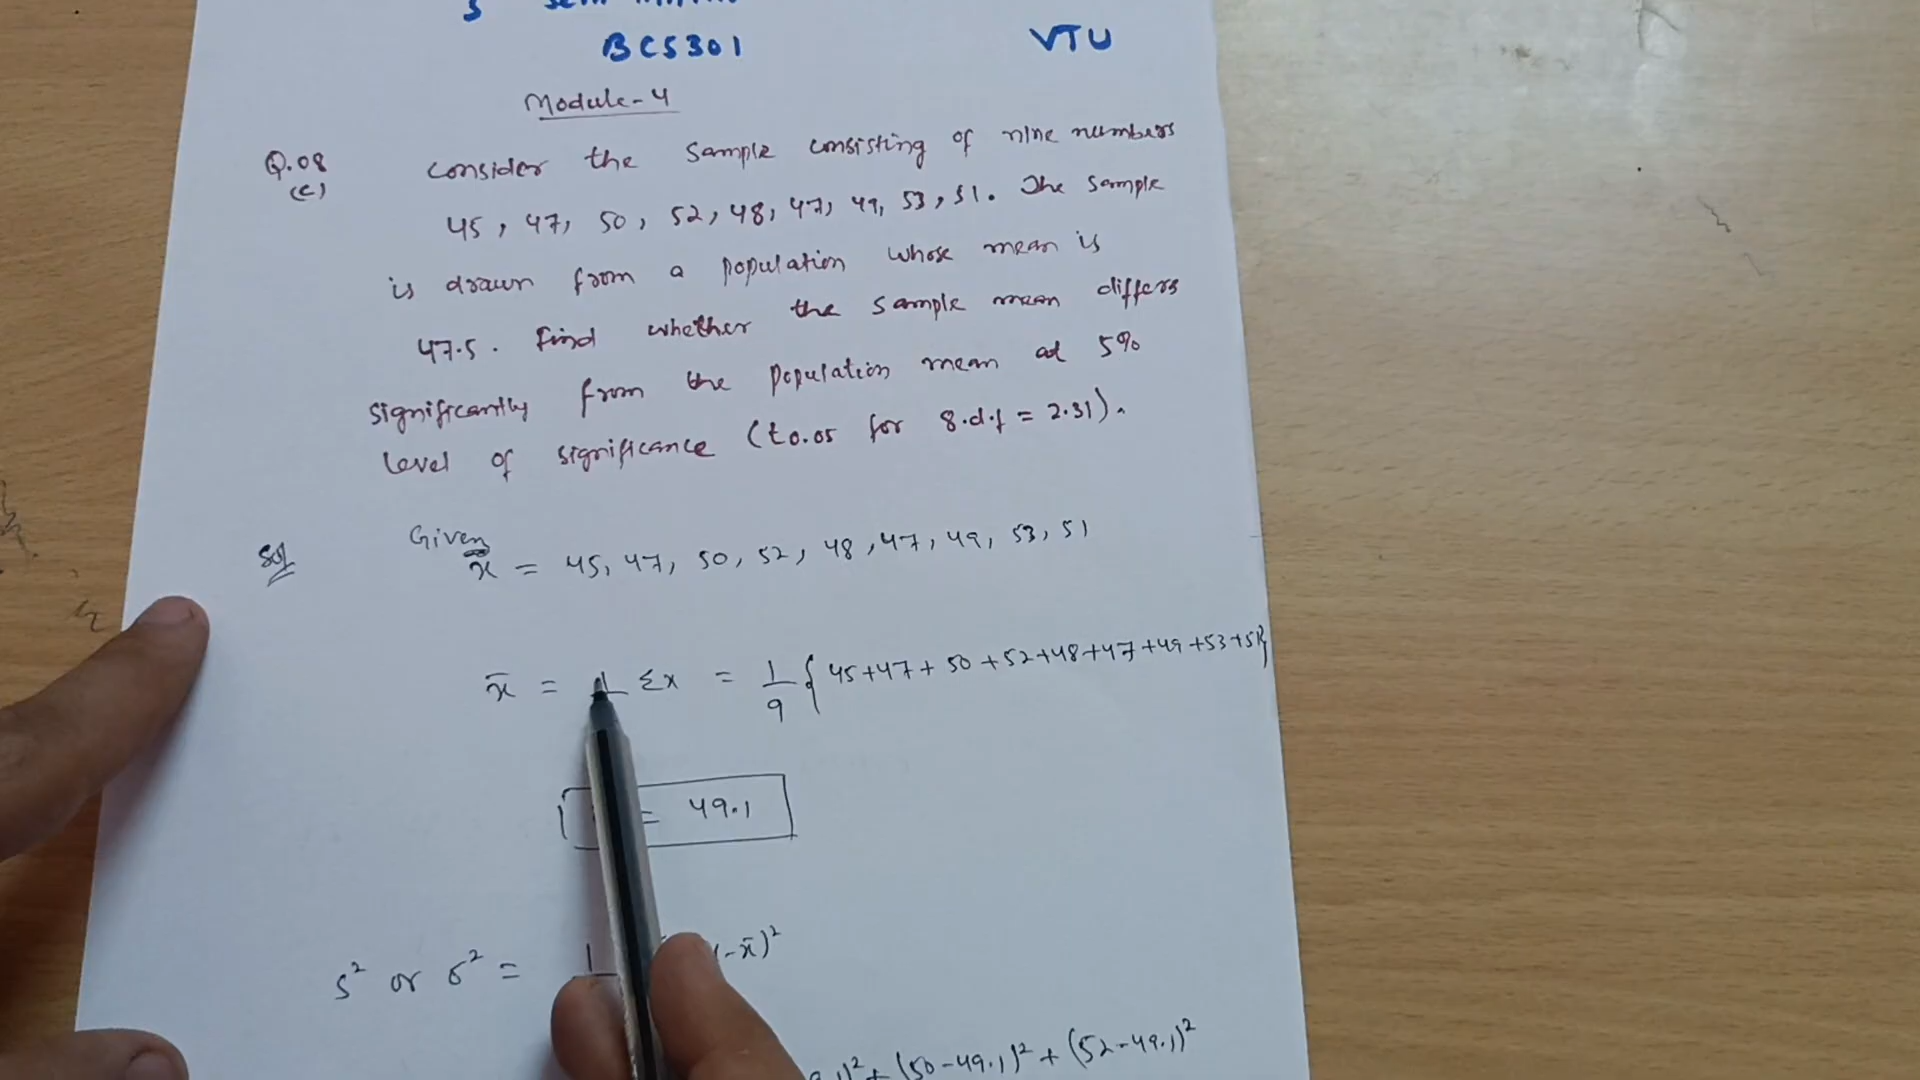 BCS301 VTU
Module-4
Q.08 Consider the sample consisting of nine numbers
(c)
45, 47, 50, 52, 48, 47, 49, 53, 51. The sample
is drawn from a population whose mean is
47.5. Find whether the sample mean differs
significantly from the population mean at 5%
level of significance (t0.05 for 8.d.f = 2.31).
Sol Given
x = 45, 47, 50, 52, 48, 47, 49, 53, 51
x̄ = Σx = 1/9 {45+47+50+52+48+47+49+53+51}
= 49.1
s² or σ² = 1 -x̄)²
)²+(50-49.1)²+(52-49.1)²